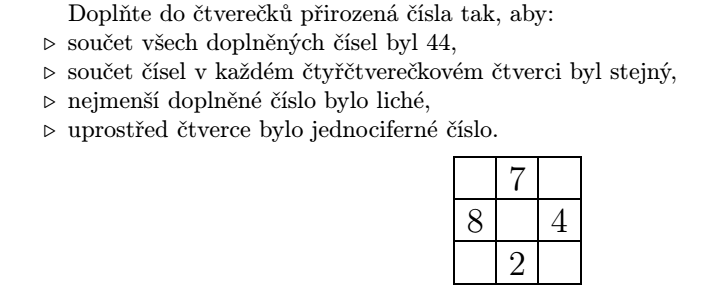 Doplňte do čtverečků přirozená čísla tak, aby:
▷ součet všech doplněných čísel byl 44,
▷ součet čísel v každém čtyřčtverečkovém čtverci byl stejný,
▷ nejmenší doplněné číslo bylo liché,
▷ uprostřed čtverce bylo jednociferné číslo.
7
8 4
2